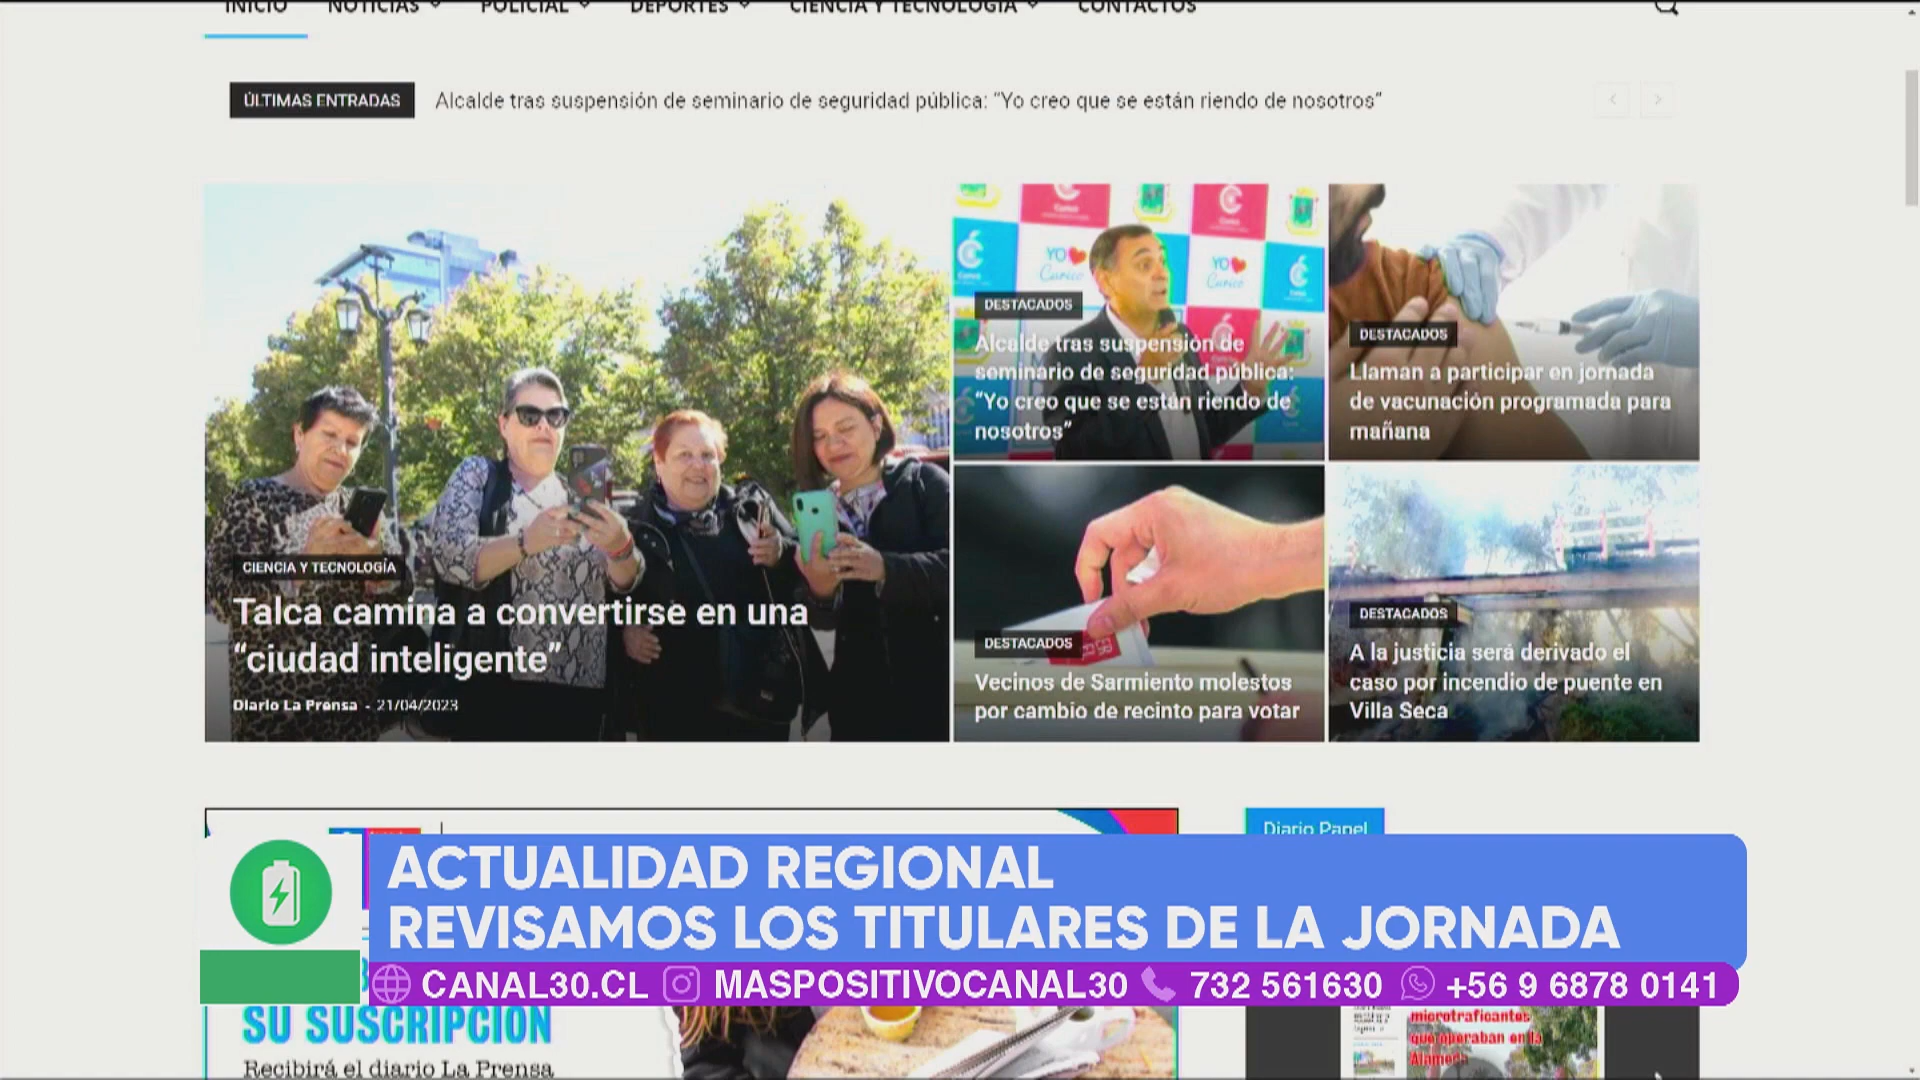 INICIO NOTICIAS POLICIAL DEPORTES CIENCIA Y TECNOLOGÍA CONTACTOS
ÚLTIMAS ENTRADAS
Alcalde tras suspensión de seminario de seguridad pública: "Yo creo que se están riendo de nosotros"
CIENCIA Y TECNOLOGÍA
Talca camina a convertirse en una
"ciudad inteligente"
Diario La Prensa - 21/04/2023
YO
Curicó
YO
Curicó
DESTACADOS
Alcalde tras suspensión de
seminario de seguridad pública:
"Yo creo que se están riendo de
nosotros"
DESTACADOS
Llaman a participar en jornada
de vacunación programada para
mañana
DESTACADOS
Vecinos de Sarmiento molestos
por cambio de recinto para votar
DESTACADOS
A la justicia será derivado el
caso por incendio de puente en
Villa Seca
Diario Papel
ACTUALIDAD REGIONAL
REVISAMOS LOS TITULARES DE LA JORNADA
CANAL30.CL MASPOSITIVOCANAL30 732 561630 +56 9 6878 0141
SU SUSCRIPCIÓN
Recibirá el diario La Prensa
microtraficantes
que operaban en la
Alameda